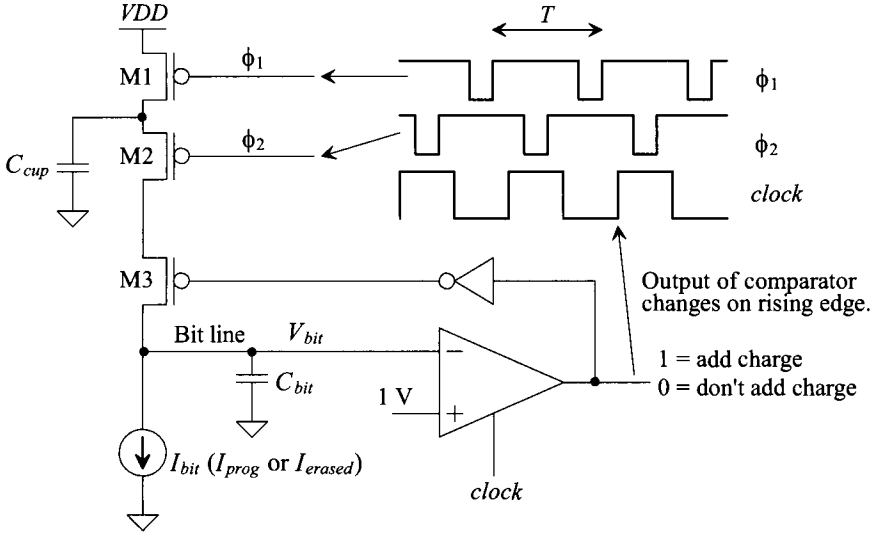 VDD
T
M1
ϕ1
ϕ1
M2
ϕ2
ϕ2
Ccup
clock
M3
Output of comparator
changes on rising edge.
Bit line
Vbit
−
Cbit
1 = add charge
0 = don't add charge
1 V
+
Ibit (Iprog or Ierased)
clock